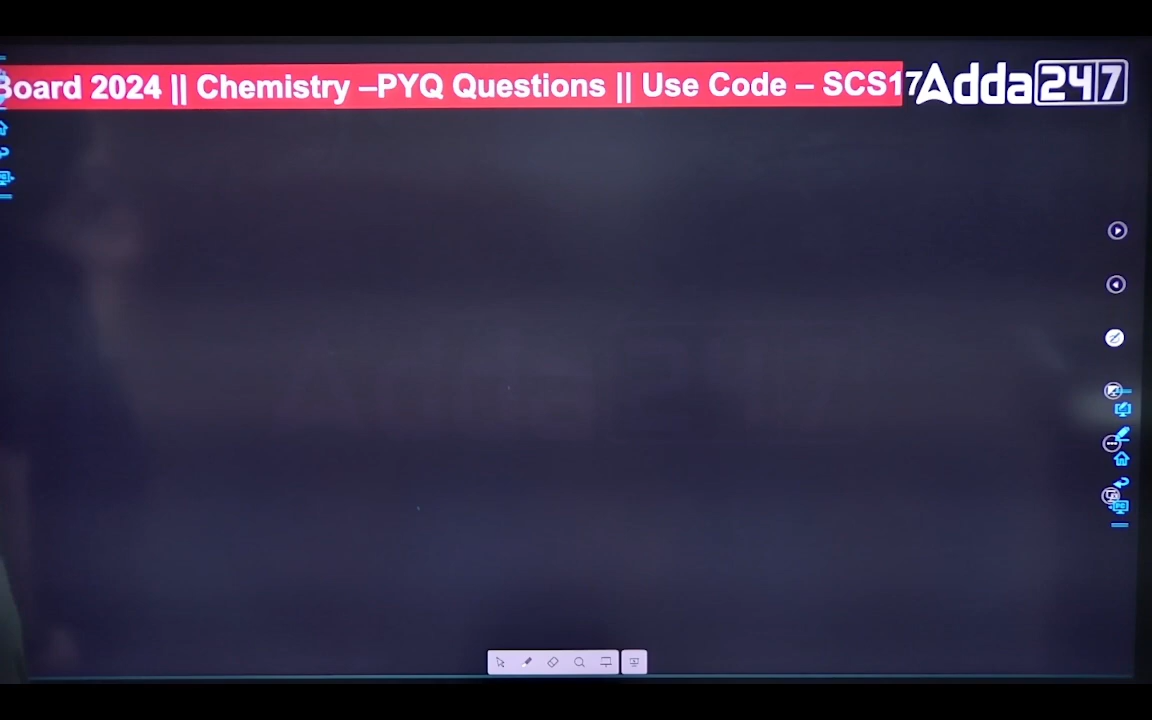 Board 2024 || Chemistry –PYQ Questions || Use Code – SCS17
Adda247